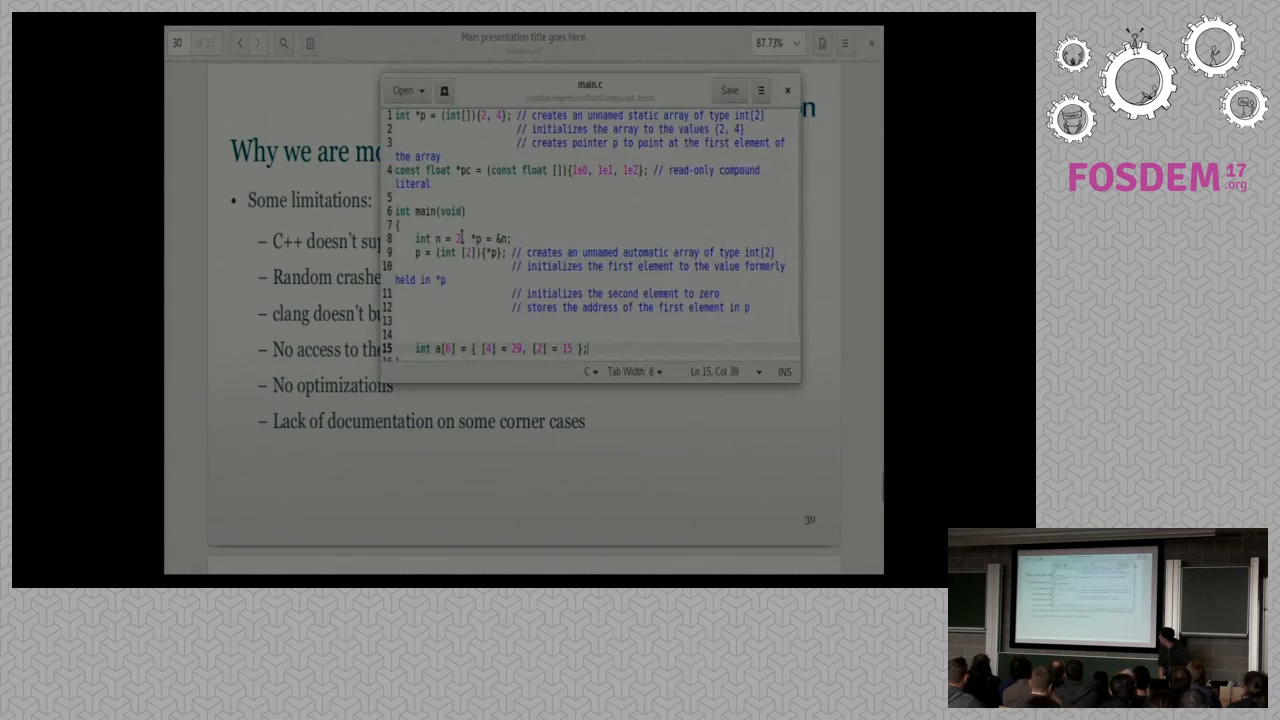 30 of 35
Main presentation title goes here.
87.73%
Why we are mo
on
• Some limitations:
– C++ doesn't sup
– Random crashe
– clang doesn't bu
– No access to the
– No optimizations
– Lack of documentation on some corner cases
30
Open
main.c
Save
1 int *p = (int[]){2, 4}; // creates an unnamed static array of type int[2]
2 // initializes the array to the values {2, 4}
3 // creates pointer p to point at the first element of
the array
4 const float *pc = (const float []){1e0, 1e1, 1e2}; // read-only compound
literal
5
6 int main(void)
7 {
8 int n = 2, *p = &n;
9 p = (int [2]){*p}; // creates an unnamed automatic array of type int[2]
10 // initializes the first element to the value formerly
held in *p
11 // initializes the second element to zero
12 // stores the address of the first element in p
13
14
15 int a[6] = { [4] = 29, [2] = 15 };
C Tab Width: 8 Ln 15, Col 39 INS
FOSDEM 17
.org